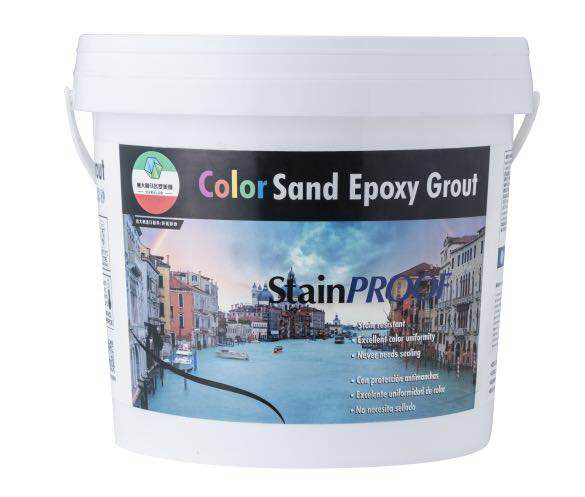 Color Sand Epoxy Grout
StainPROOF
• Stain resistant
• Excellent color uniformity
• Never needs sealing
• Con protección antimanchas
• Excelente uniformidad de color
• No necesita sellado